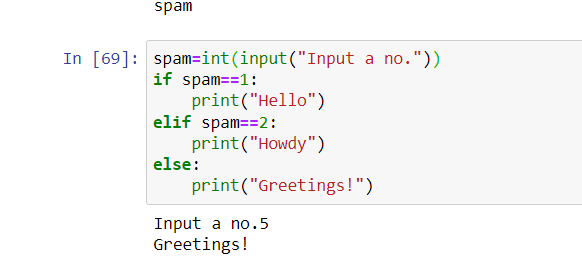 spam
In [69]: spam=int(input("Input a no."))
if spam==1:
    print("Hello")
elif spam==2:
    print("Howdy")
else:
    print("Greetings!")
Input a no.5
Greetings!